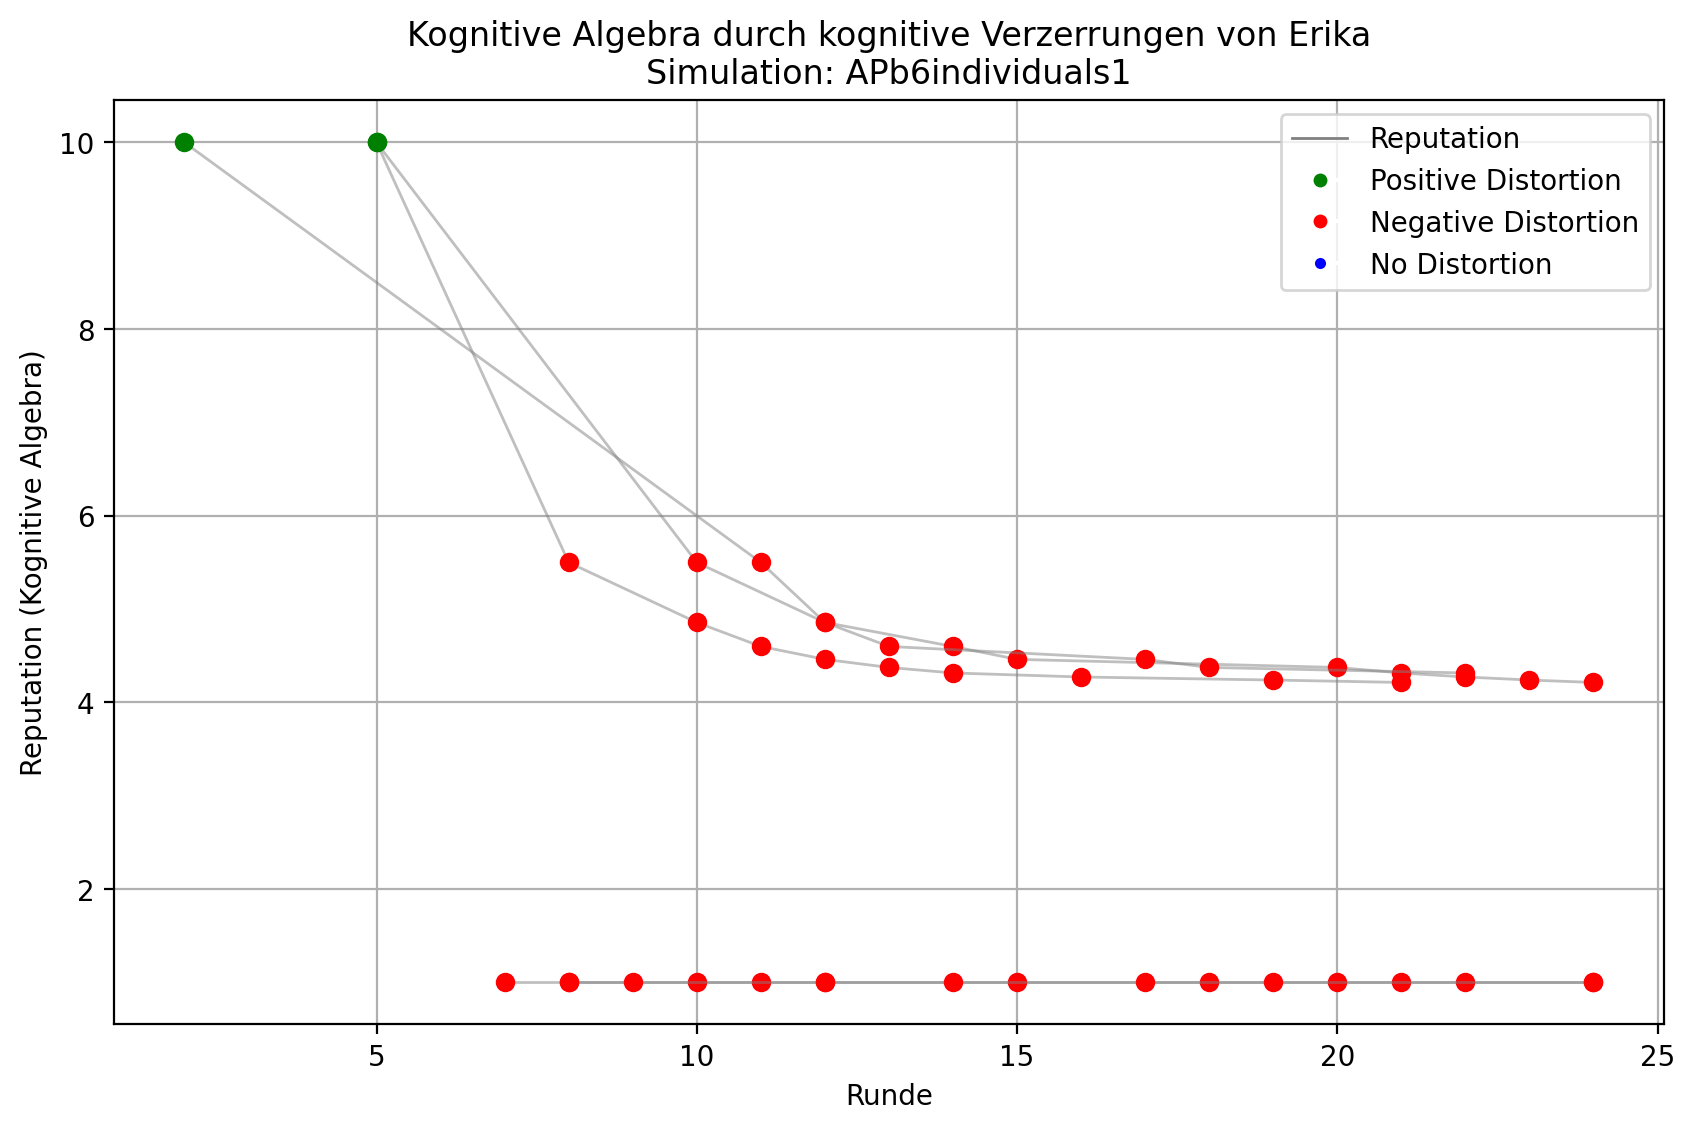 Kognitive Algebra durch kognitive Verzerrungen von Erika
Simulation: APb6individuals1
Reputation
Positive Distortion
Negative Distortion
No Distortion
Reputation (Kognitive Algebra)
10
8
6
4
2
5
10
15
20
25
Runde